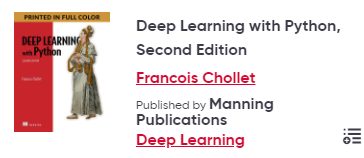 PRINTED IN FULL COLOR
DEEP LEARNING
with Python
Deep Learning with Python,
Second Edition
Francois Chollet
Published by Manning
Publications
Deep Learning